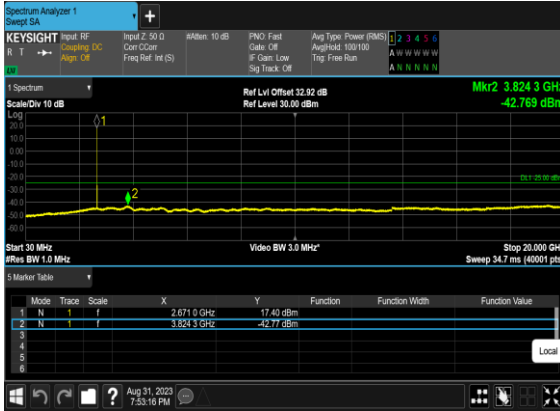 Spectrum Analyzer 1
Swept SA
+
KEYSIGHT Input: RF Input Z: 50 Ω #Atten: 10 dB PNO: Fast Avg Type: Power (RMS) 1 2 3 4 5 6
R T Coupling: DC Corr CCorr Gate: Off Avg|Hold: 100/100 A W W W W W
Align: Off Freq Ref: Int (S) IF Gain: Low Trig: Free Run
Sig Track: Off A N N N N N
1 Spectrum Ref Lvl Offset 32.92 dB Mkr2 3.824 3 GHz
Scale/Div 10 dB Ref Level 30.00 dBm -42.769 dBm
Log
20.0
10.0
0.00
-10.0
-20.0
-30.0
-40.0
-50.0
-60.0
1
2
DL1 -25.00 dBm
Start 30 MHz Video BW 3.0 MHz* Stop 20.000 GH
#Res BW 1.0 MHz Sweep 34.7 ms (40001 pts
5 Marker Table
Mode Trace Scale X Y Function Function Width Function Value
1 N 1 f 2.671 0 GHz 17.40 dBm
2 N 1 f 3.824 3 GHz -42.77 dBm
3
4
5
6
Local
?
Aug 31, 2023
7:53:16 PM